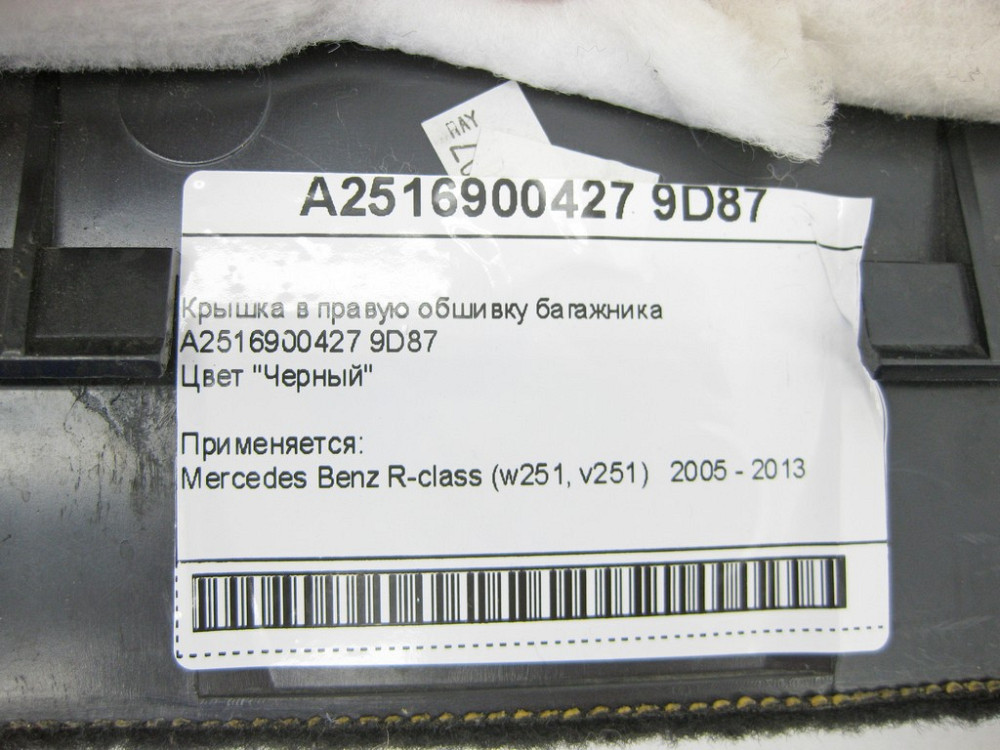 A2516900427 9D87
Крышка в правую обшивку багажника
A2516900427 9D87
Цвет "Черный"
Применяется:
Mercedes Benz R-class (w251, v251) 2005 - 2013